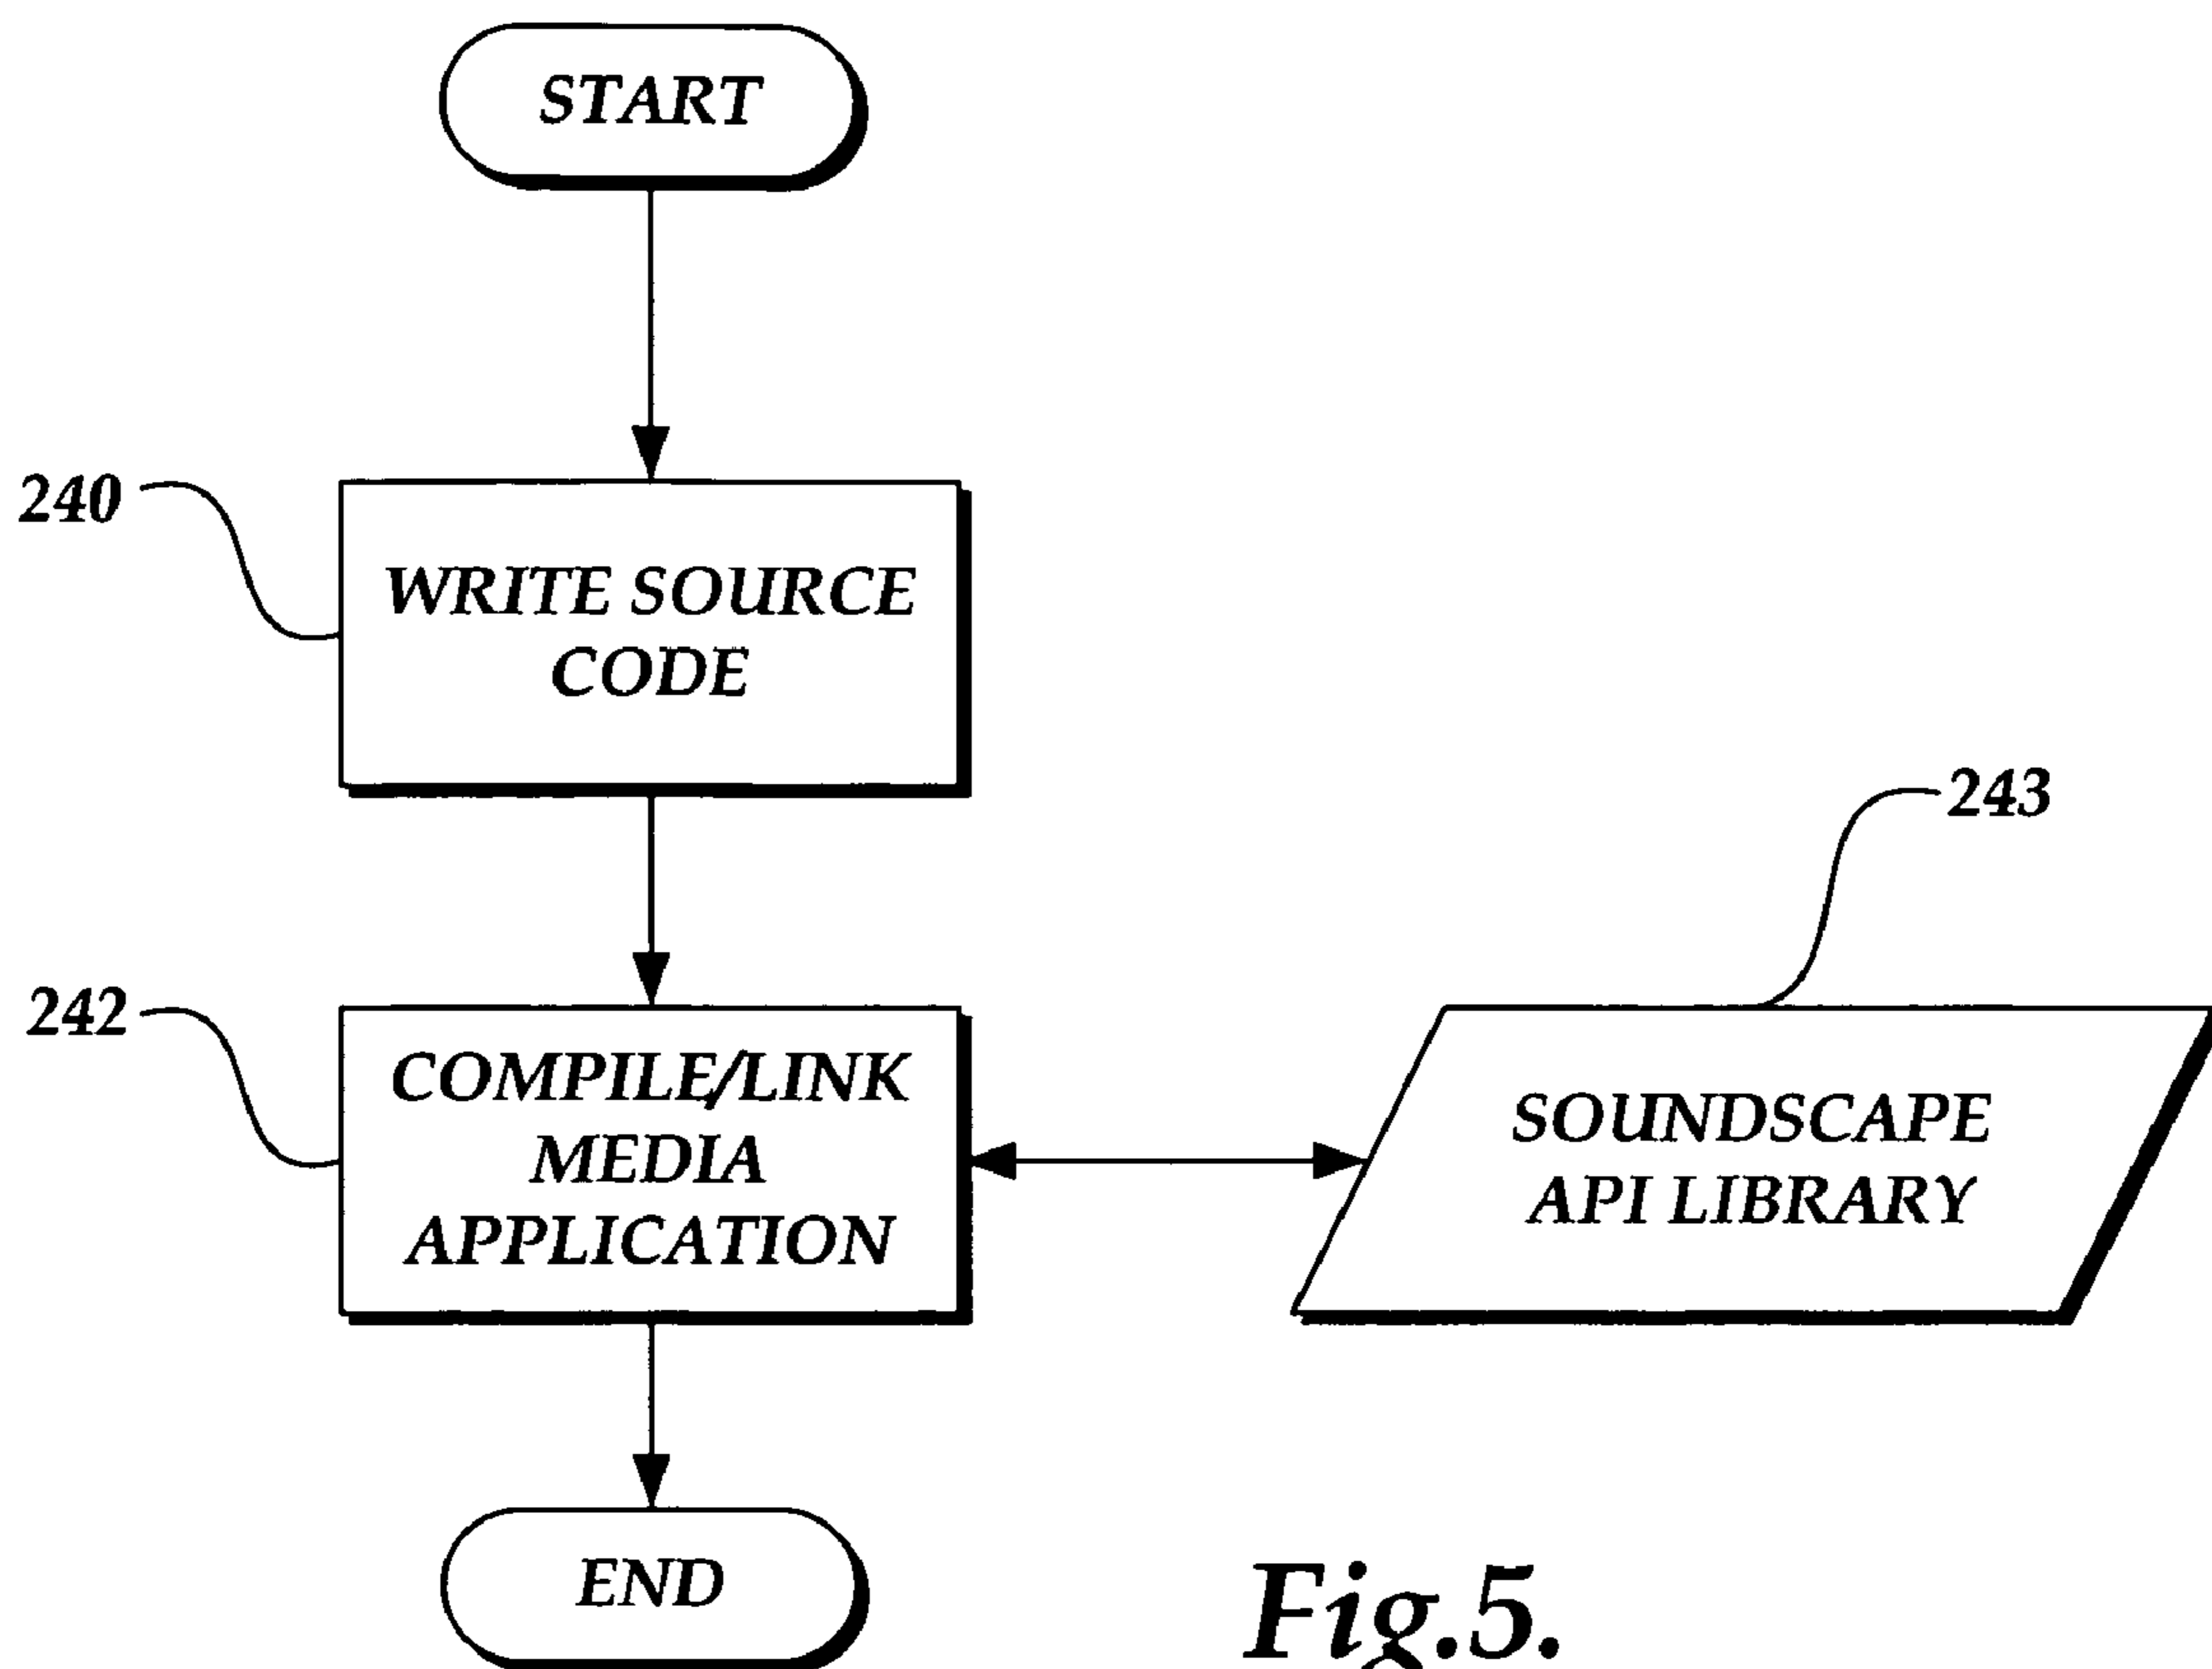 START
240
WRITE SOURCE
CODE
243
242
COMPILE/LINK
MEDIA
APPLICATION
SOUNDSCAPE
API LIBRARY
END
Fig.5.